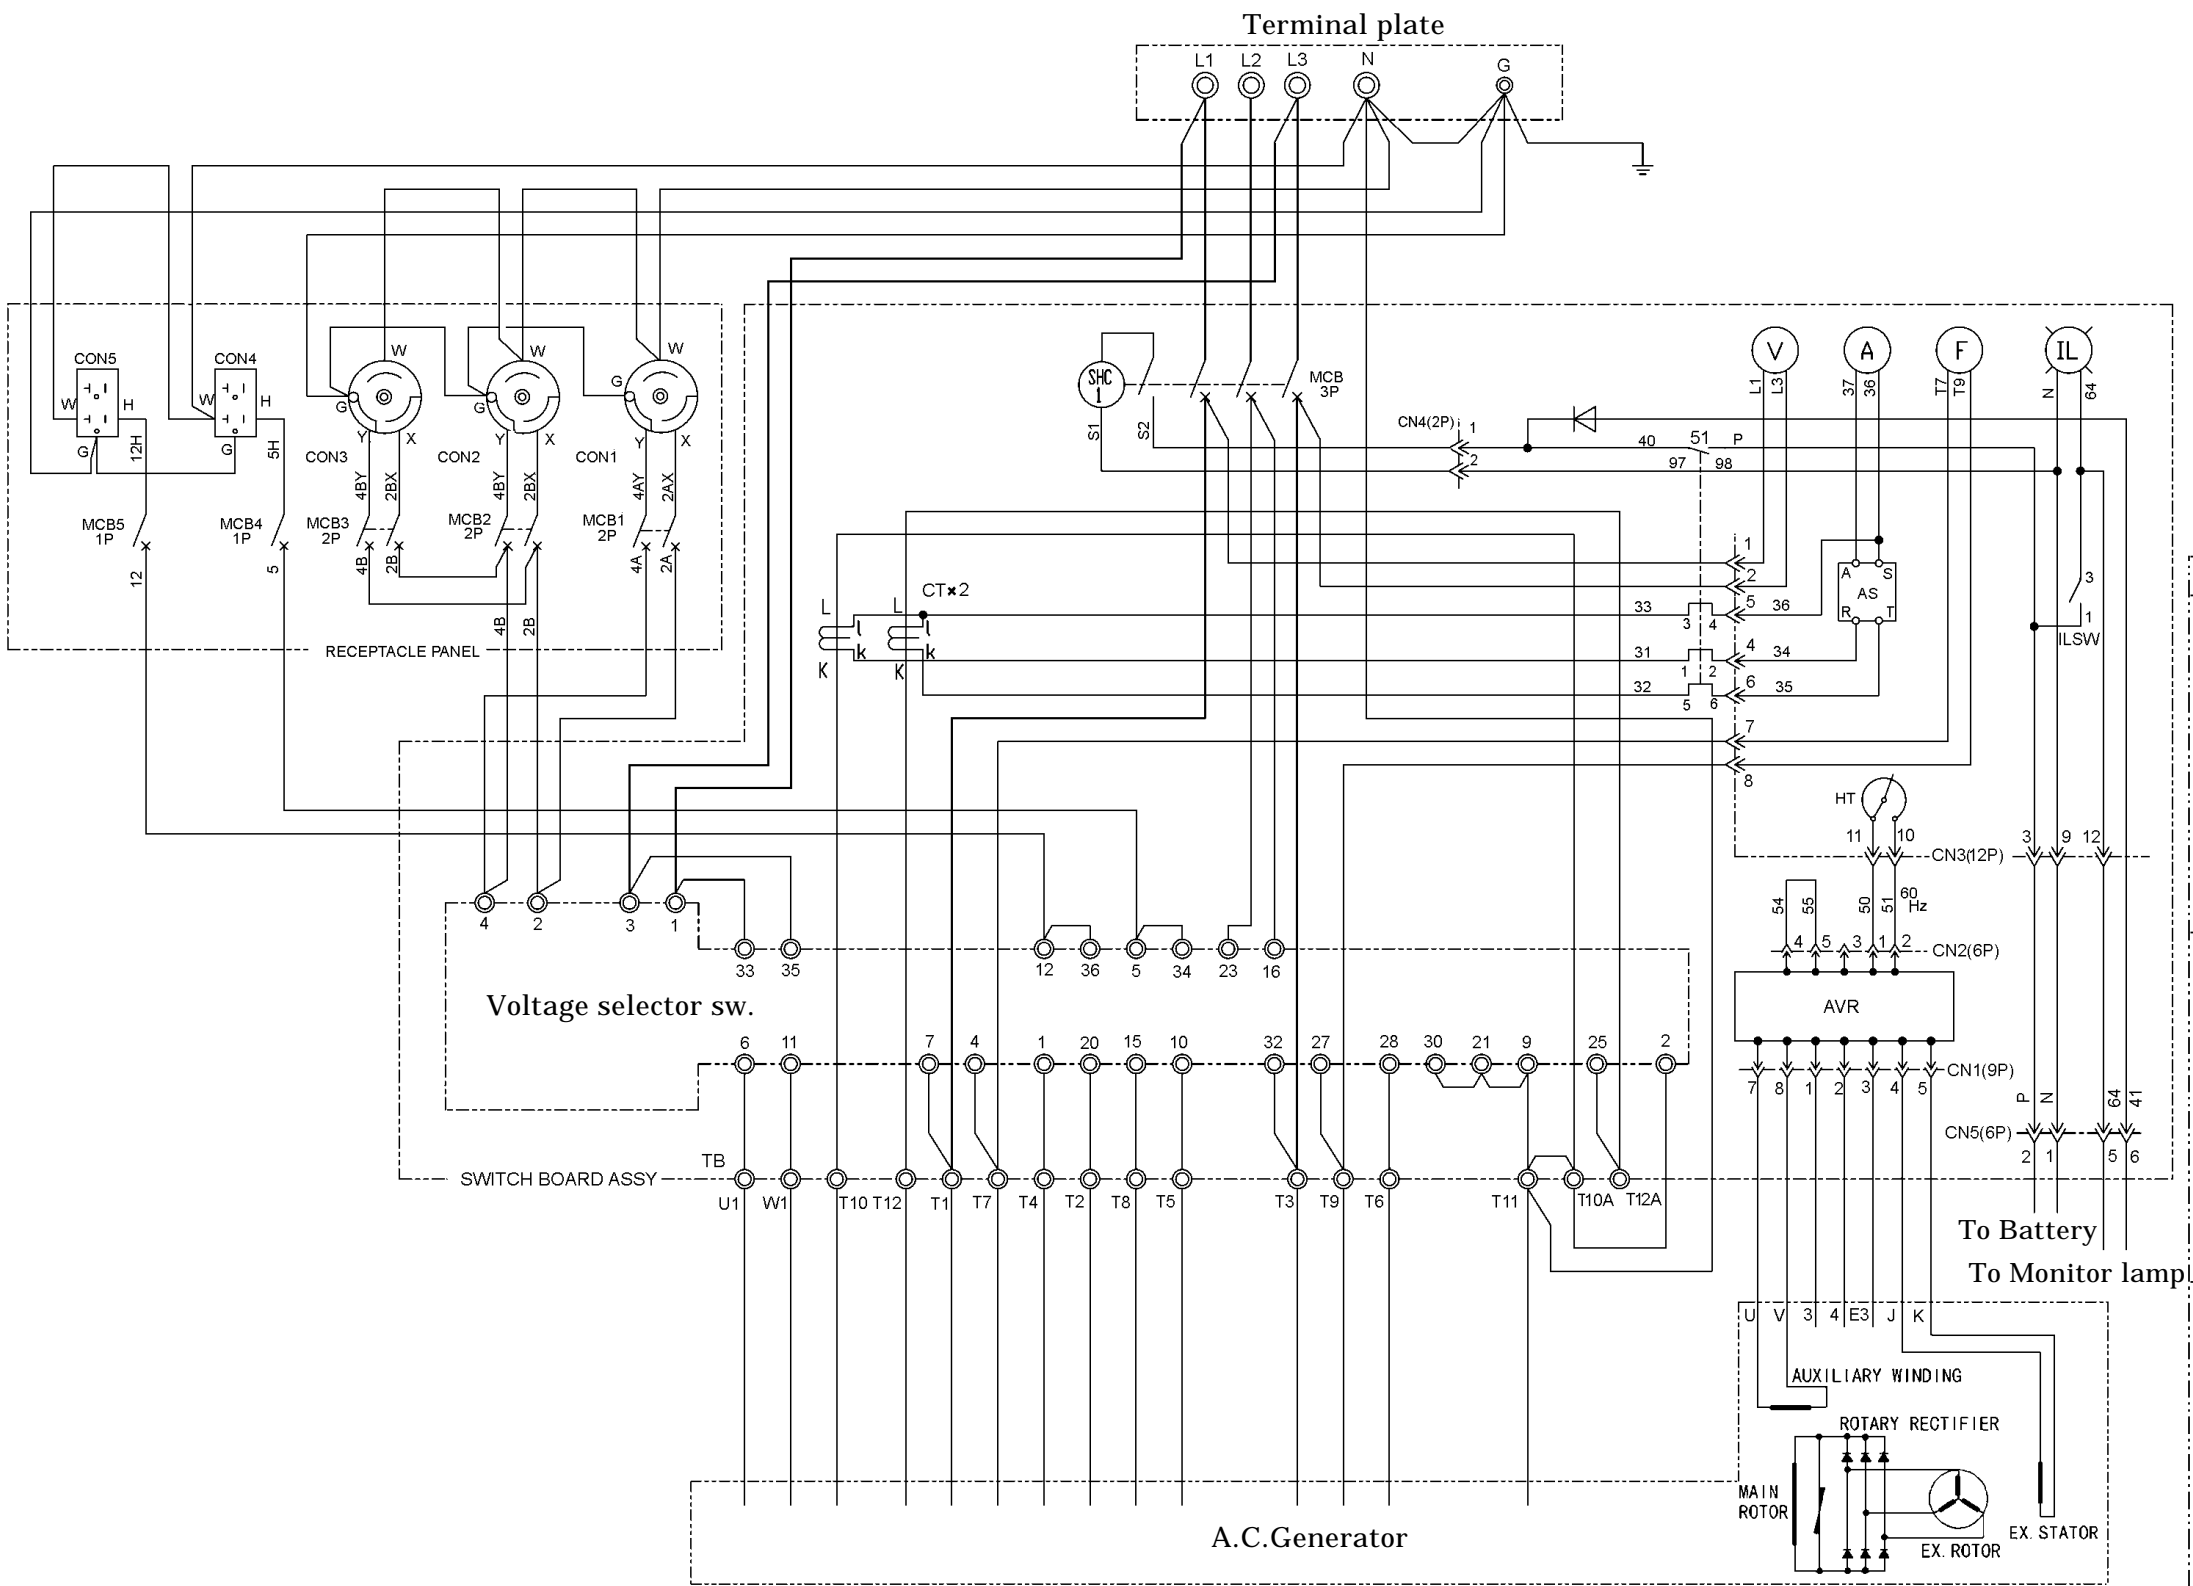 Terminal plate
L1 L2 L3 N G
CON5 CON4 W W W
W H W H G G G
G G Y X Y X Y X
12H 5H CON3 CON2 CON1
4BY 2BX 4BY 2BX 4AY 2AX
MCB5 1P MCB4 1P MCB3 2P MCB2 2P MCB1 2P
12 5 4B 2B 4A 2A
4B 2B
RECEPTACLE PANEL
SHC 1
MCB 3P
S1 S2
CN4(2P) 1 2
40 51 P
97 98
V A F IL
L1 L3 37 36 T7 T9 N 64
A S
AS
R T
3
1
ILSW
CT×2
L L
l l
k k
K K
33 3 4 5 36
31 1 2 4 34
32 5 6 6 35
1
2
7
8
HT
11 10
CN3(12P) 3 9 12
54 55 50 51 60 Hz
4 5 3 1 2
CN2(6P)
AVR
CN1(9P)
7 8 1 2 3 4 5
P N 64 41
CN5(6P)
2 1 5 6
4 2 3 1
33 35 12 36 5 34 23 16
Voltage selector sw.
6 11 7 4 1 20 15 10 32 27 28 30 21 9 25 2
TB
SWITCH BOARD ASSY
U1 W1 T10 T12 T1 T7 T4 T2 T8 T5 T3 T9 T6 T11 T10A T12A
To Battery
To Monitor lamp
U V 3 4 E3 J K
AUXILIARY WINDING
ROTARY RECTIFIER
MAIN ROTOR
EX. STATOR
EX. ROTOR
A.C.Generator